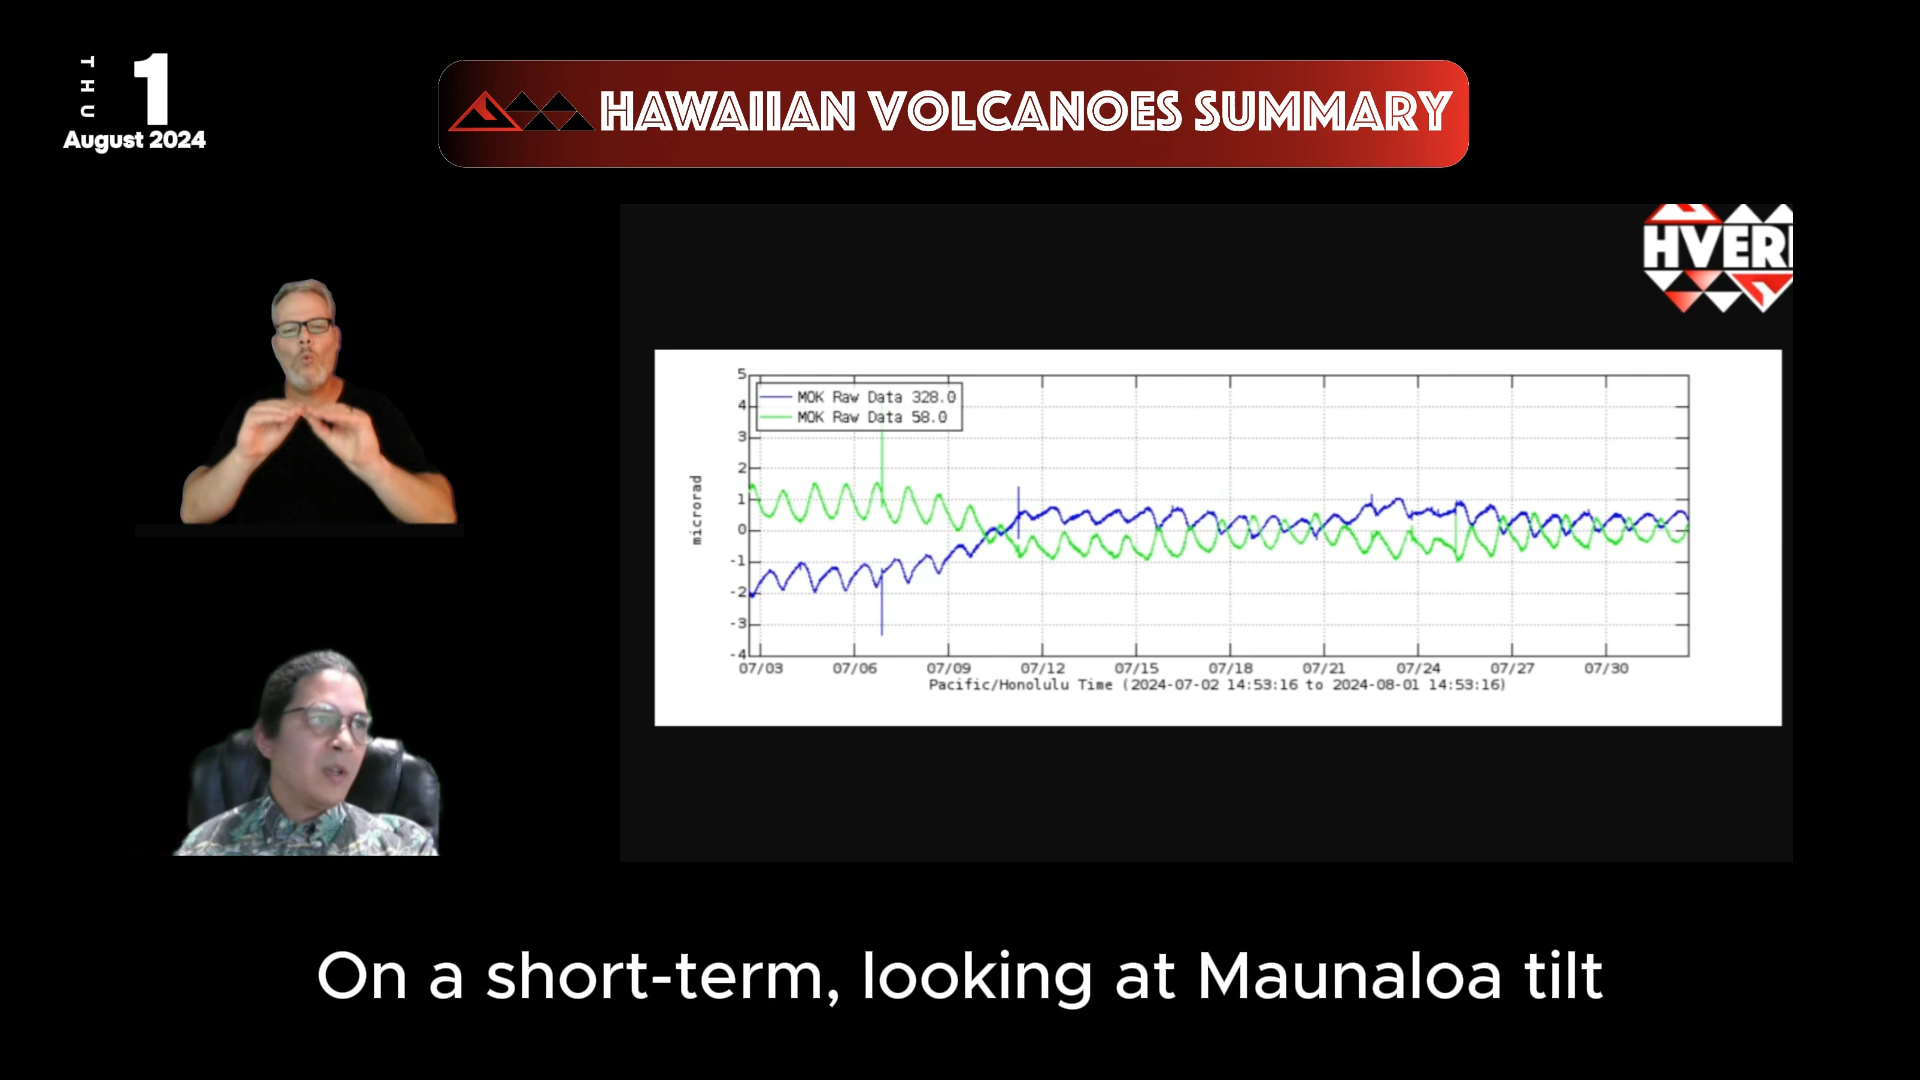 THU
1
August 2024
HAWAIIAN VOLCANOES SUMMARY
HVERI
MOK Raw Data 328.0
MOK Raw Data 58.0
microrad
5
4
3
2
1
0
-1
-2
-3
-4
07/03 07/06 07/09 07/12 07/15 07/18 07/21 07/24 07/27 07/30
Pacific/Honolulu Time (2024-07-02 14:53:16 to 2024-08-01 14:53:16)
On a short-term, looking at Maunaloa tilt